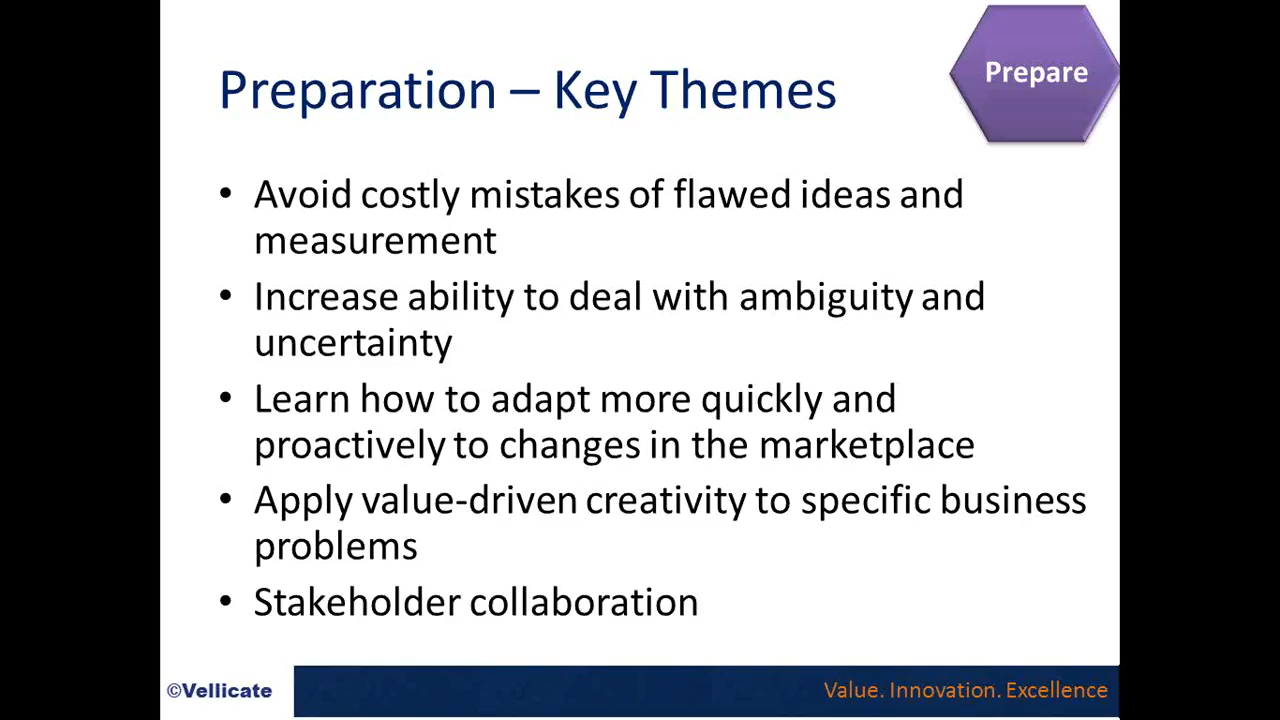 Prepare
Preparation – Key Themes
• Avoid costly mistakes of flawed ideas and
measurement
• Increase ability to deal with ambiguity and
uncertainty
• Learn how to adapt more quickly and
proactively to changes in the marketplace
• Apply value-driven creativity to specific business
problems
• Stakeholder collaboration
©Vellicate
Value. Innovation. Excellence